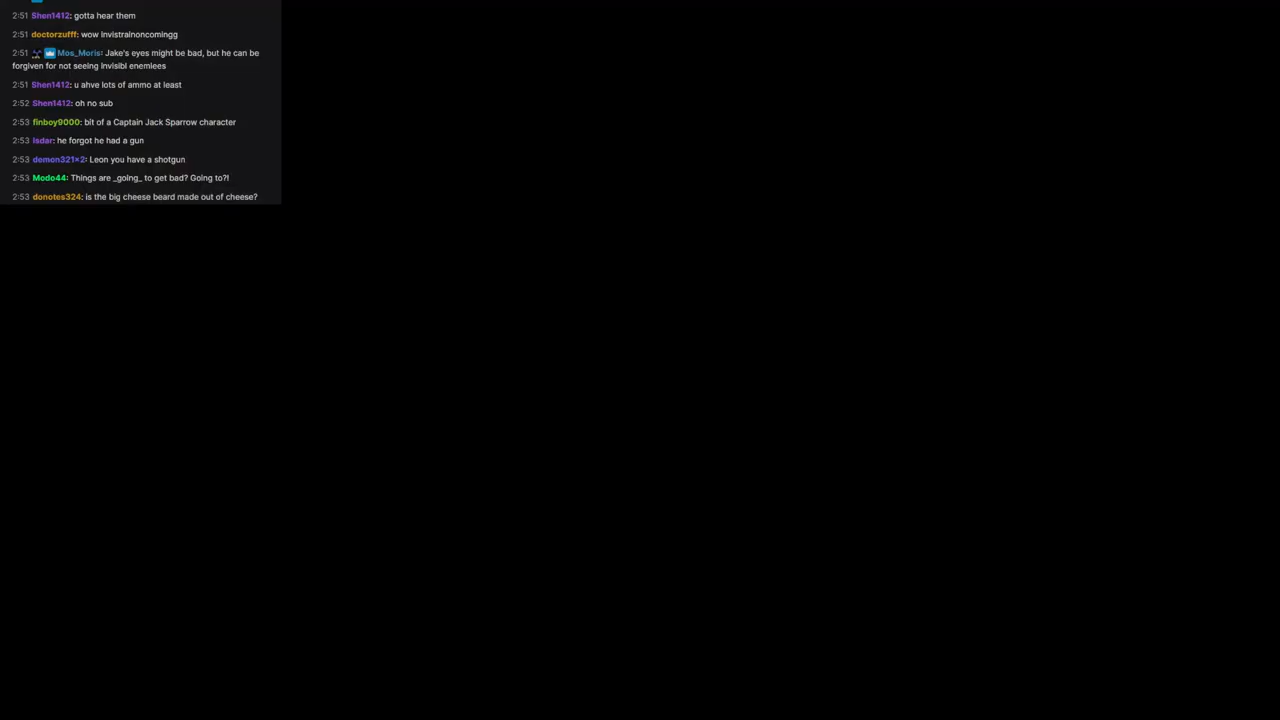 2:51 Shen1412: gotta hear them
2:51 doctorzufff: wow Invistrainoncomingg
2:51 Mos_Moris: Jake's eyes might be bad, but he can be
forgiven for not seeing Invisibl enemlees
2:51 Shen1412: u ahve lots of ammo at least
2:52 Shen1412: oh no sub
2:53 finboy9000: bit of a Captain Jack Sparrow character
2:53 Isdar: he forgot he had a gun
2:53 demon321x2: Leon you have a shotgun
2:53 Modo44: Things are _going_ to get bad? Going to?!
2:53 donotes324: is the big cheese beard made out of cheese?